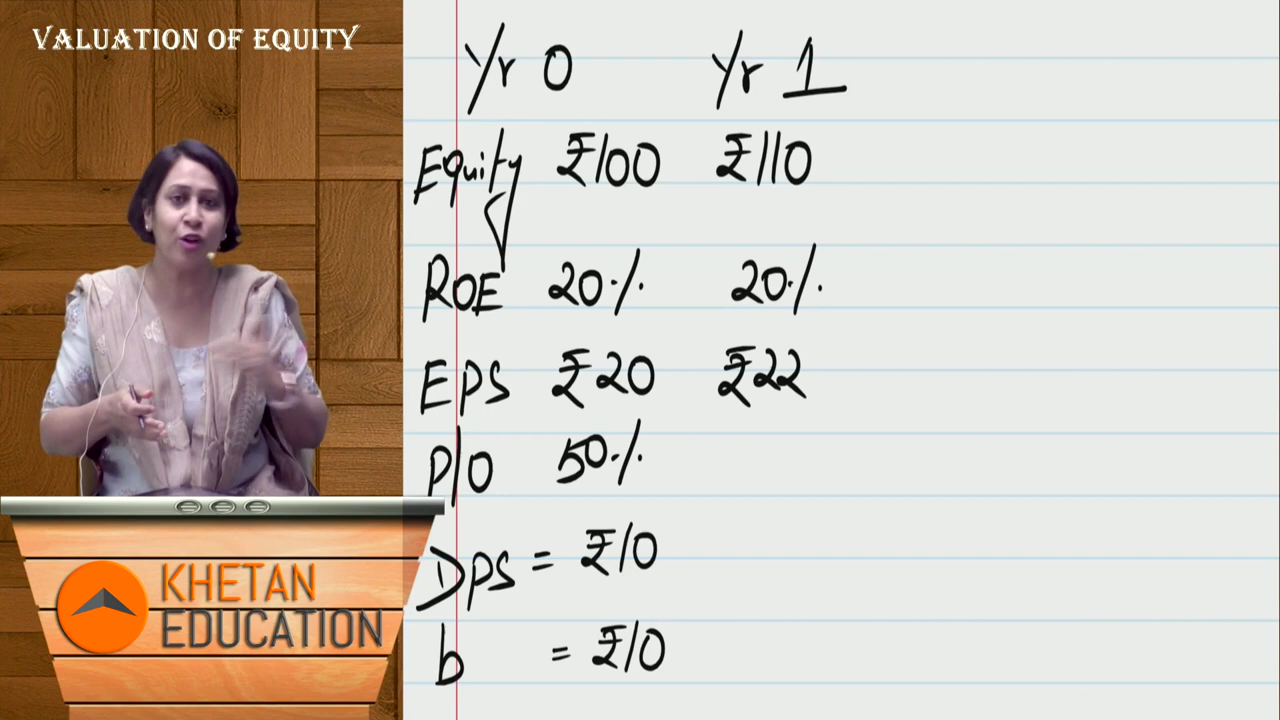 VALUATION OF EQUITY
Yr 0 Yr 1
Equity ₹100 ₹110
ROE 20% 20%
EPS ₹20 ₹22
P/O 50%
DPS = ₹10
b = ₹10
KHETAN
EDUCATION